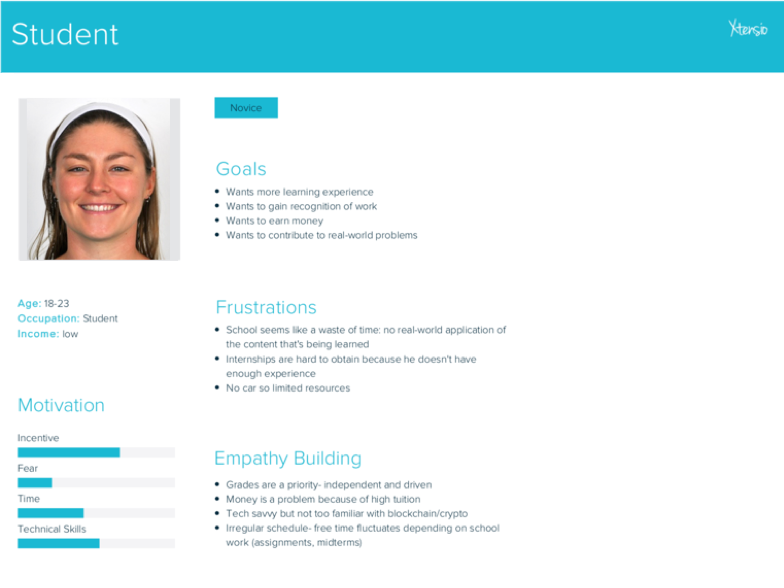 Student
Xtensio
Novice
Goals
• Wants more learning experience
• Wants to gain recognition of work
• Wants to earn money
• Wants to contribute to real-world problems
Age: 18-23
Occupation: Student
Income: low
Frustrations
• School seems like a waste of time: no real-world application of
the content that's being learned
• Internships are hard to obtain because he doesn't have
enough experience
• No car so limited resources
Motivation
Incentive
Fear
Time
Technical Skills
Empathy Building
• Grades are a priority- independent and driven
• Money is a problem because of high tuition
• Tech savvy but not too familiar with blockchain/crypto
• Irregular schedule- free time fluctuates depending on school
work (assignments, midterms)